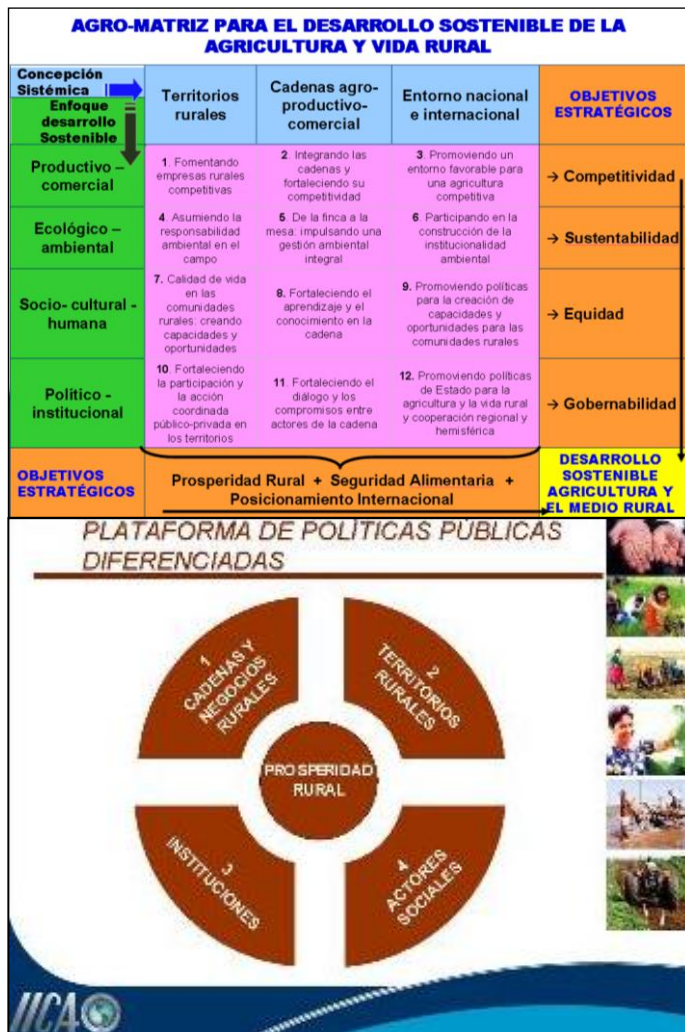 AGRO-MATRIZ PARA EL DESARROLLO SOSTENIBLE DE LA
AGRICULTURA Y VIDA RURAL
Concepción
Sistémica
Enfoque
desarrollo
Sostenible
Territorios
rurales
Cadenas agro-
productivo-
comercial
Entorno nacional
e internacional
OBJETIVOS
ESTRATÉGICOS
Productivo –
comercial
1. Fomentando
empresas rurales
competitivas
2. Integrando las
cadenas y
fortaleciendo su
competitividad
3. Promoviendo un
entorno favorable para
una agricultura
competitiva
→ Competitividad
Ecológico –
ambiental
4. Asumiendo la
responsabilidad
ambiental en el
campo
5. De la finca a la
mesa: impulsando una
gestión ambiental
integral
6. Participando en la
construcción de la
institucionalidad
ambiental
→ Sustentabilidad
Socio- cultural -
humana
7. Calidad de vida
en las
comunidades
rurales: creando
capacidades y
oportunidades
8. Fortaleciendo el
aprendizaje y el
conocimiento en la
cadena
9. Promoviendo políticas
para la creación de
capacidades y
oportunidades para las
comunidades rurales
→ Equidad
Político -
institucional
10. Fortaleciendo
la participación y
la acción
coordinada
público-privada en
los territorios
11. Fortaleciendo el
diálogo y los
compromisos entre
actores de la cadena
12. Promoviendo políticas
de Estado para la
agricultura y la vida rural
y cooperación regional y
hemisférica
→ Gobernabilidad
OBJETIVOS
ESTRATÉGICOS
Prosperidad Rural + Seguridad Alimentaria +
Posicionamiento Internacional
DESARROLLO
SOSTENIBLE
AGRICULTURA Y
EL MEDIO RURAL
PLATAFORMA DE POLÍTICAS PÚBLICAS
DIFERENCIADAS
1
CADENAS Y
NEGOCIOS
RURALES
2
TERRITORIOS
RURALES
PROSPERIDAD
RURAL
3
INSTITUCIONES
4
ACTORES
SOCIALES
IICA